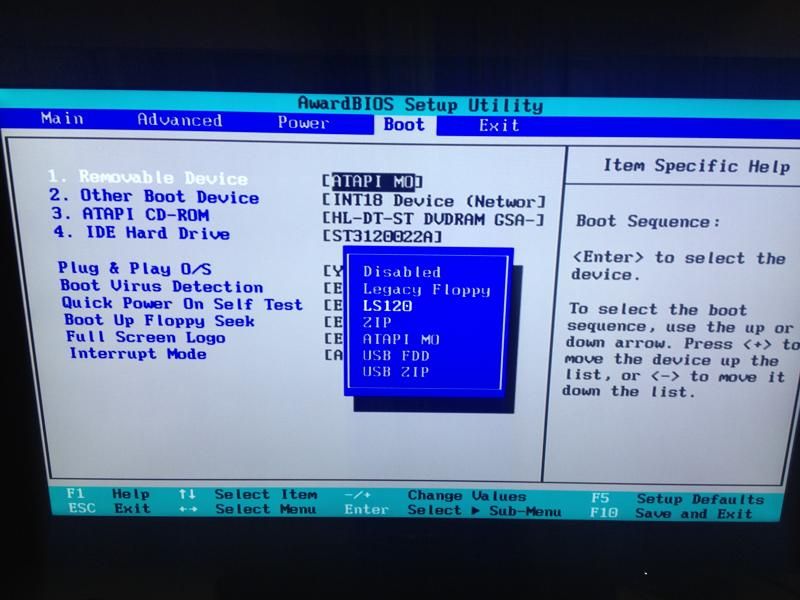 AwardBIOS Setup Utility
Main Advanced Power Boot Exit
1. Removable Device [ATAPI MO]
2. Other Boot Device [INT18 Device (Networ]
3. ATAPI CD-ROM [HL-DT-ST DVDRAM GSA-]
4. IDE Hard Drive [ST3120022A]
Plug & Play O/S [Y
Boot Virus Detection [E
Quick Power On Self Test [E
Boot Up Floppy Seek [E
Full Screen Logo [E
Interrupt Mode [A
Disabled
Legacy Floppy
LS120
ZIP
ATAPI MO
USB FDD
USB ZIP
Item Specific Help
Boot Sequence:
<Enter> to select the
device.
To select the boot
sequence, use the up or
down arrow. Press <+> to
move the device up the
list, or <-> to move it
down the list.
F1 Help ↑↓ Select Item -/+ Change Values F5 Setup Defaults
ESC Exit ←→ Select Menu Enter Select ▶ Sub-Menu F10 Save and Exit